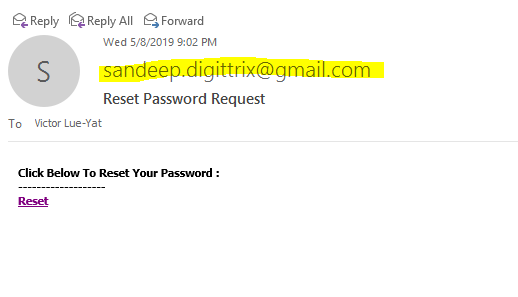 Reply Reply All Forward
Wed 5/8/2019 9:02 PM
S
sandeep.digittrix@gmail.com
Reset Password Request
To Victor Lue-Yat
Click Below To Reset Your Password :
-------------------
Reset